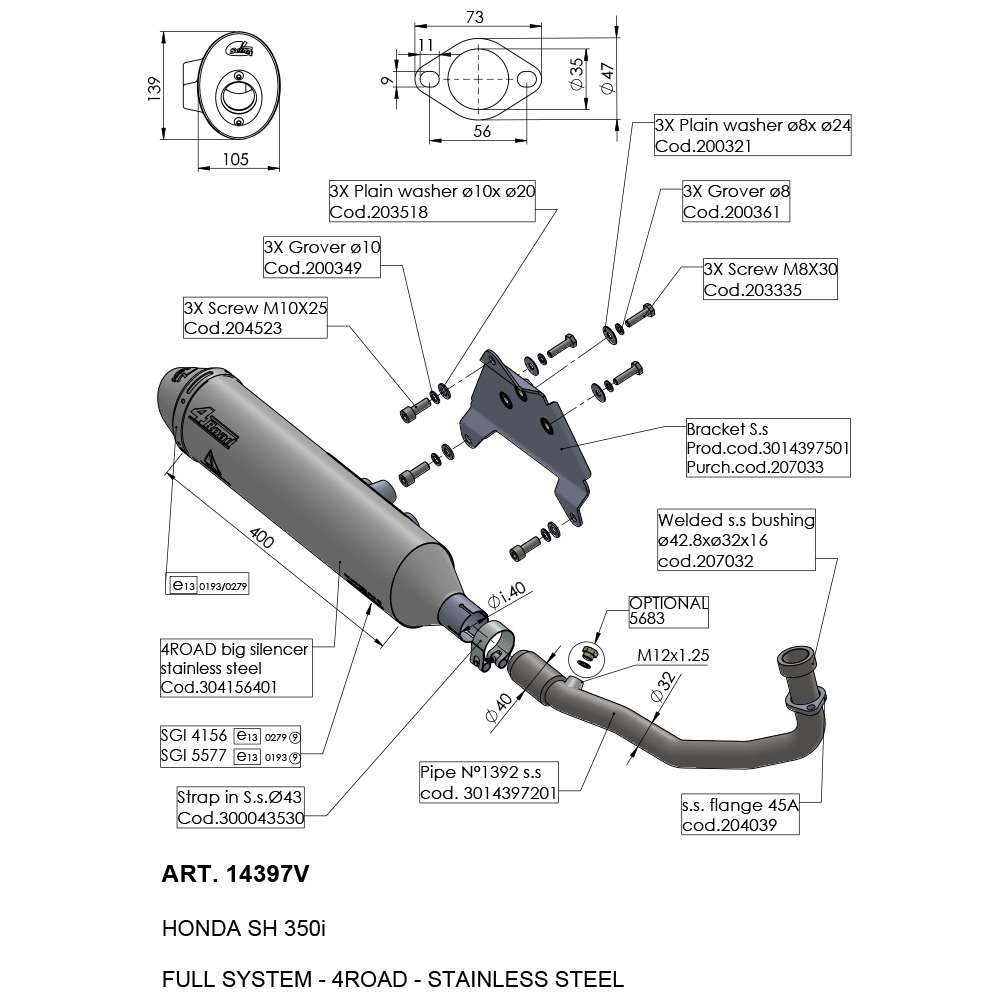 73
11
9
56
Ø35
Ø47
139
105
3X Plain washer ø8x ø24
Cod.200321
3X Plain washer ø10x ø20
Cod.203518
3X Grover ø8
Cod.200361
3X Grover ø10
Cod.200349
3X Screw M8X30
Cod.203335
3X Screw M10X25
Cod.204523
4Road
Bracket S.s
Prod.cod.3014397501
Purch.cod.207033
400
Welded s.s bushing
ø42.8xø32x16
cod.207032
e13 0193/0279
Øi.40
OPTIONAL
5683
4ROAD big silencer
stainless steel
Cod.304156401
M12x1.25
Ø32
Ø40
SGI 4156 e13 0279 9
SGI 5577 e13 0193 9
Pipe Nº1392 s.s
cod. 3014397201
Strap in S.s.Ø43
Cod.300043530
s.s. flange 45A
cod.204039
ART. 14397V
HONDA SH 350i
FULL SYSTEM - 4ROAD - STAINLESS STEEL